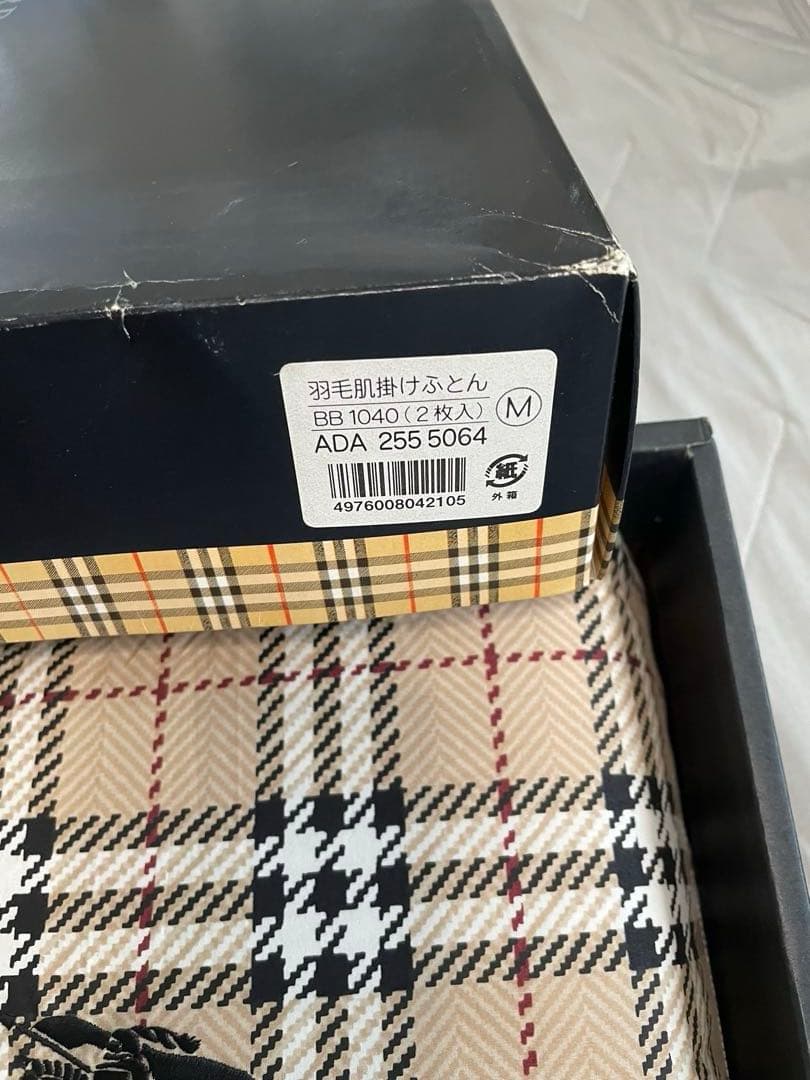 羽毛肌掛けふとん
BB 1040(2枚入) M
ADA 255 5064
4976008042105
紙
外箱